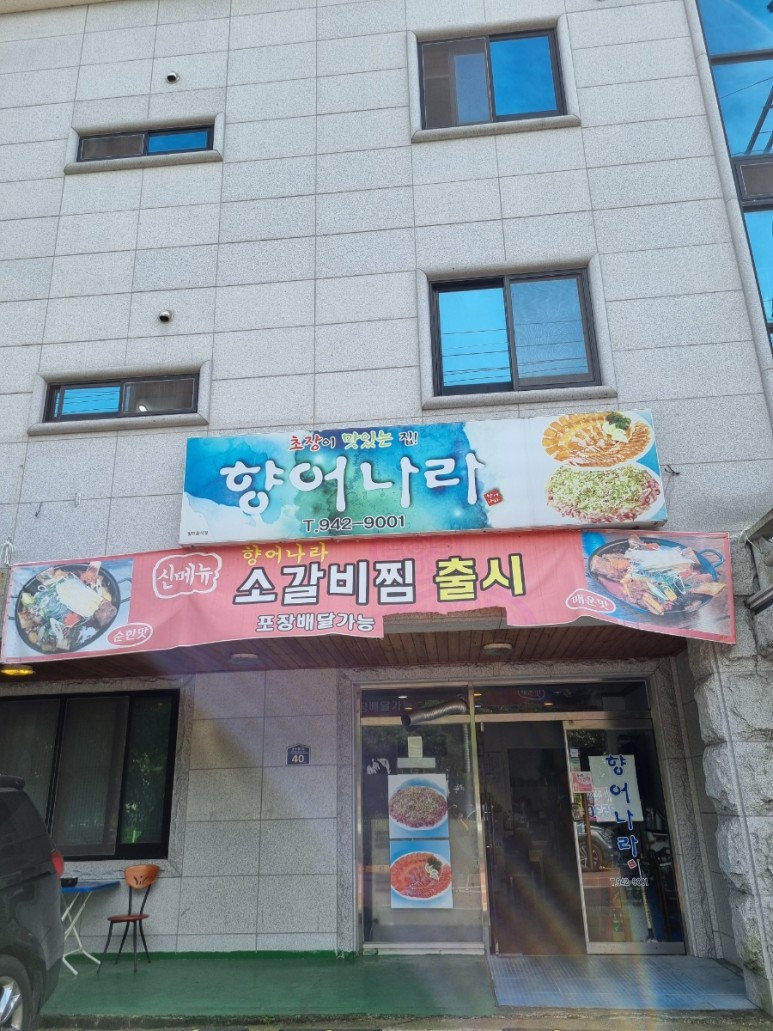 초장이 맛있는 집!
향어나라
T.942-9001
신메뉴
향어나라
소갈비찜 출시
포장배달가능
순한맛
매운맛
40
향어나라
T.942-9001